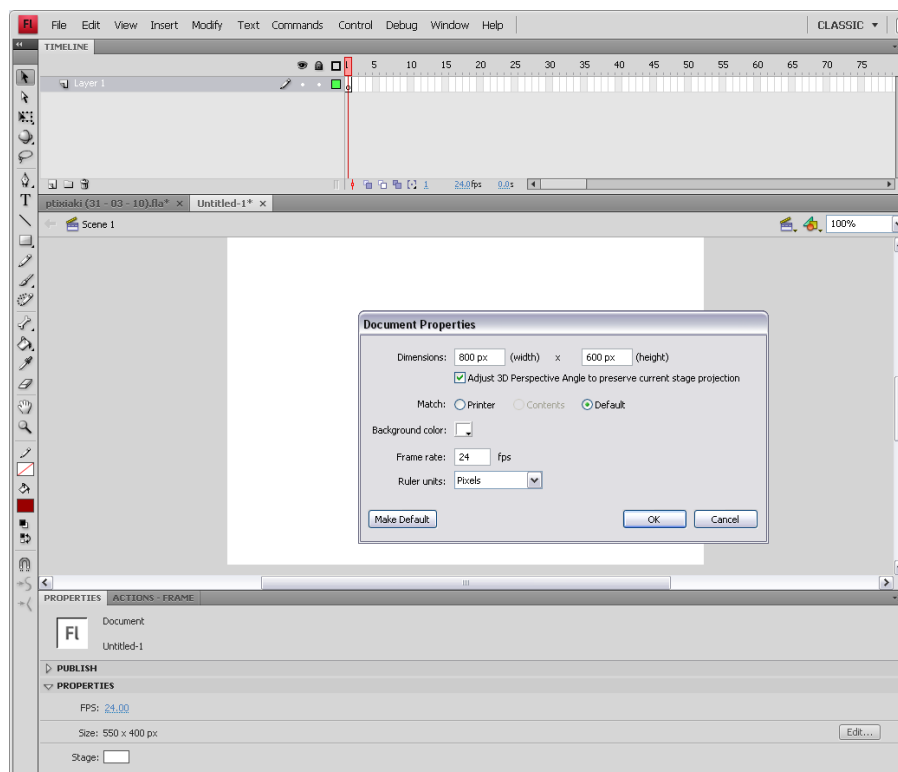 Fl File Edit View Insert Modify Text Commands Control Debug Window Help CLASSIC
TIMELINE
1 5 10 15 20 25 30 35 40 45 50 55 60 65 70 75
Layer 1
1 24.0fps 0.0s
T
ptixiaki (31 - 03 - 10).fla* × Untitled-1* ×
Scene 1 100%
Document Properties
Dimensions: 800 px (width) x 600 px (height)
Adjust 3D Perspective Angle to preserve current stage projection
Match: Printer Contents Default
Background color:
Frame rate: 24 fps
Ruler units: Pixels
Make Default OK Cancel
PROPERTIES ACTIONS - FRAME
Fl Document
Untitled-1
PUBLISH
PROPERTIES
FPS: 24.00
Size: 550 x 400 px Edit...
Stage: